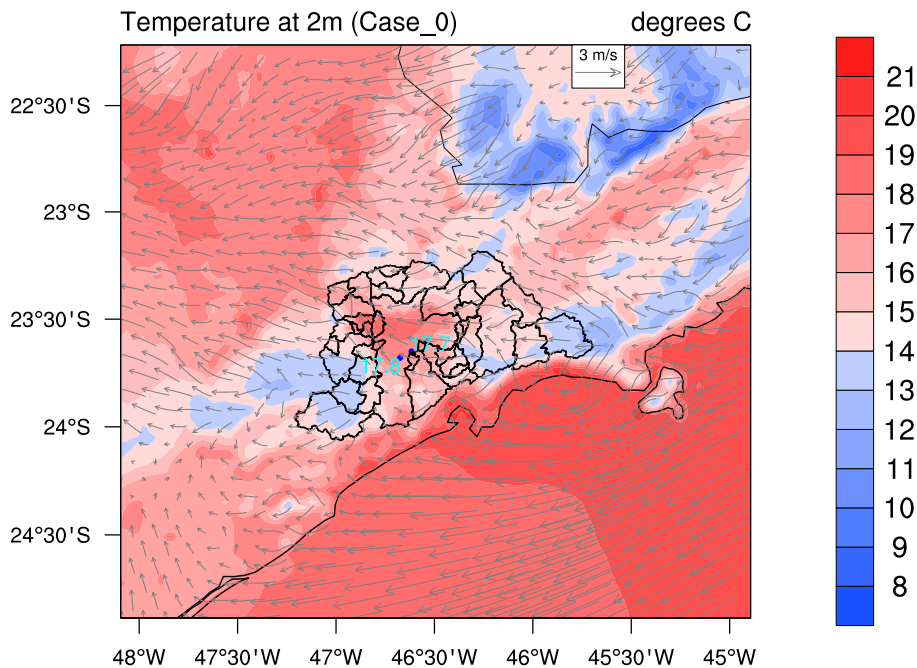 Temperature at 2m (Case_0) degrees C
3 m/s
22°30'S
23°S
23°30'S
24°S
24°30'S
17.7
17.8
48°W 47°30'W 47°W 46°30'W 46°W 45°30'W 45°W
21
20
19
18
17
16
15
14
13
12
11
10
9
8